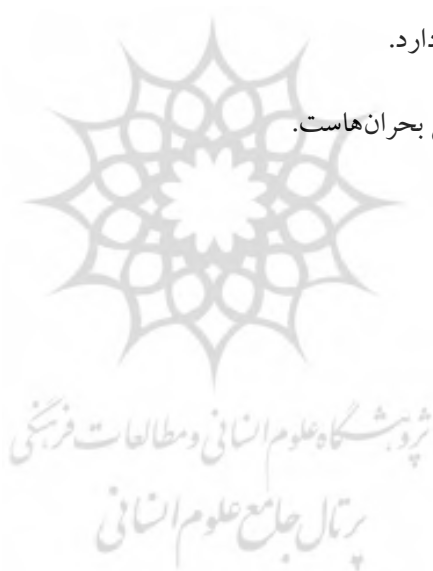 دارد.
بحران‌هاست.
پژوهشگاه علوم انسانی و مطالعات فرهنگی
پرتال جامع علوم انسانی